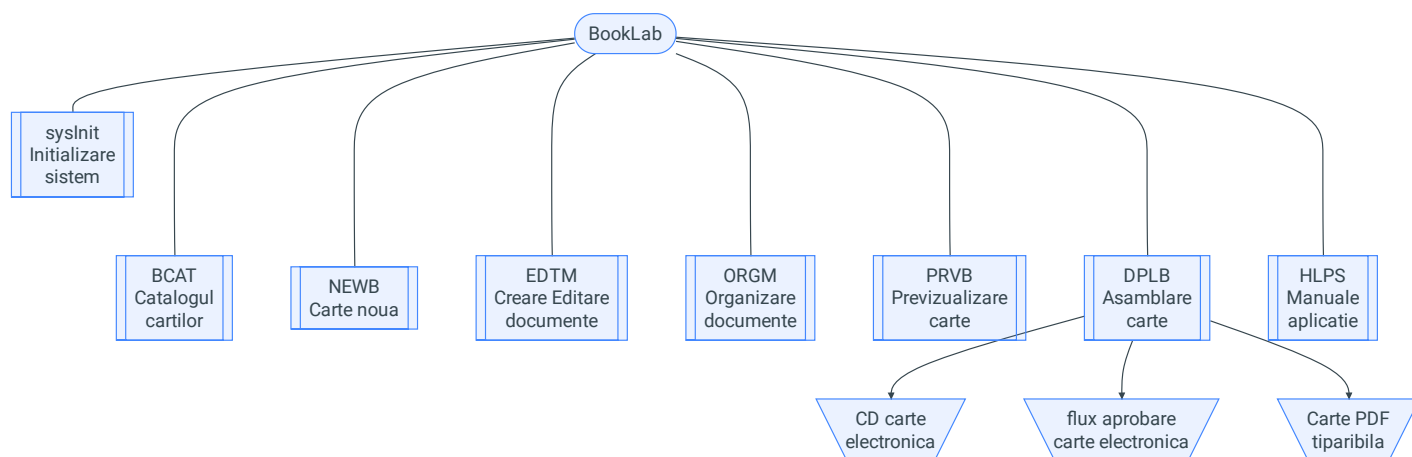 BookLab
sysInit
Initializare
sistem
BCAT
Catalogul
cartilor
NEWB
Carte noua
EDTM
Creare Editare
documente
ORGM
Organizare
documente
PRVB
Previzualizare
carte
DPLB
Asamblare
carte
HLPS
Manuale
aplicatie
CD carte
electronica
flux aprobare
carte electronica
Carte PDF
tiparibila